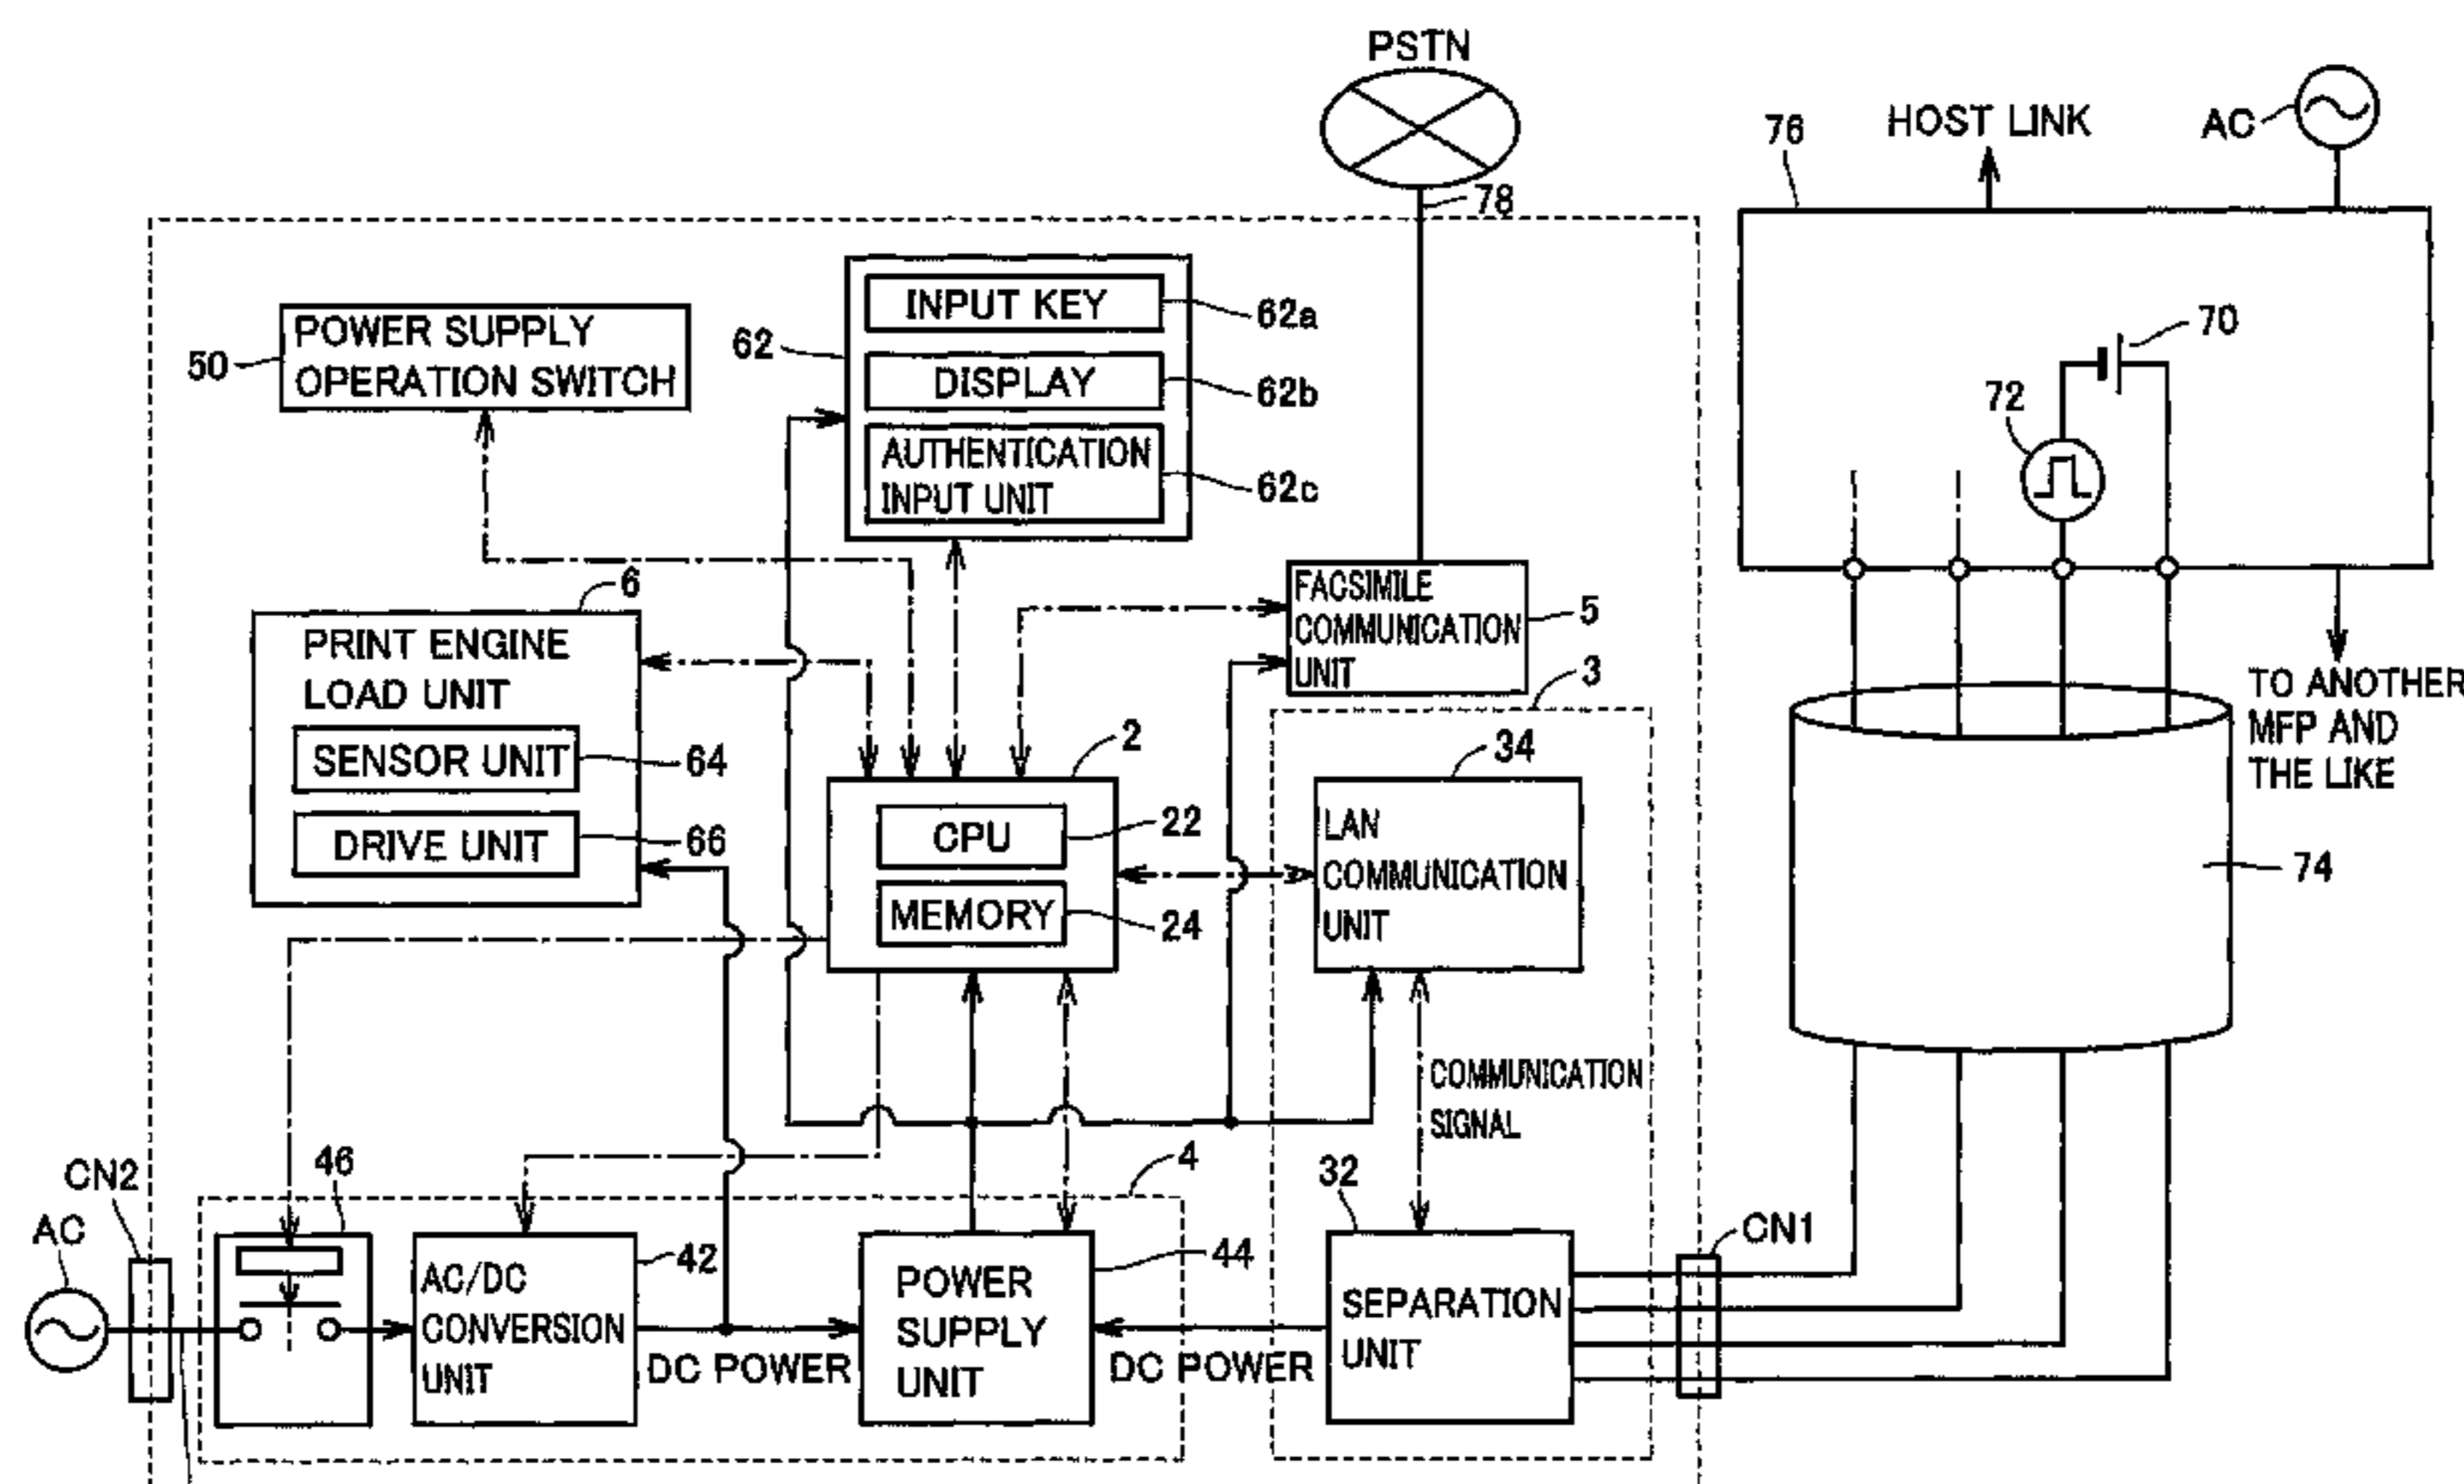 PSTN
78
76
HOST LINK
AC
INPUT KEY
62a
62
DISPLAY
62b
AUTHENTICATION
INPUT UNIT
62c
POWER SUPPLY
OPERATION SWITCH
50
70
72
6
PRINT ENGINE
LOAD UNIT
SENSOR UNIT
64
DRIVE UNIT
66
FACSIMILE
COMMUNICATION
UNIT
5
3
TO ANOTHER
MFP AND
THE LIKE
2
CPU
22
MEMORY
24
34
LAN
COMMUNICATION
UNIT
74
COMMUNICATION
SIGNAL
CN2
AC
46
4
AC/DC
CONVERSION
UNIT
42
DC POWER
POWER
SUPPLY
UNIT
44
DC POWER
32
SEPARATION
UNIT
CN1